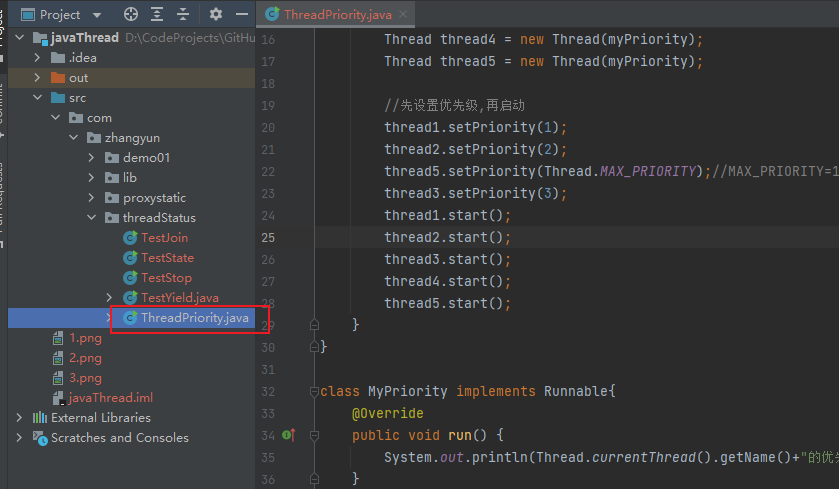 Project
ThreadPriority.java
javaThread D:\CodeProjects\GitHu
.idea
out
src
com
zhangyun
demo01
lib
proxystatic
threadStatus
TestJoin
TestState
TestStop
TestYield.java
ThreadPriority.java
1.png
2.png
3.png
javaThread.iml
External Libraries
Scratches and Consoles
Project
16 Thread thread4 = new Thread(myPriority);
17 Thread thread5 = new Thread(myPriority);
18
19 //先设置优先级,再启动
20 thread1.setPriority(1);
21 thread2.setPriority(2);
22 thread5.setPriority(Thread.MAX_PRIORITY);//MAX_PRIORITY=1
23 thread3.setPriority(3);
24 thread1.start();
25 thread2.start();
26 thread3.start();
27 thread4.start();
28 thread5.start();
29 }
30 }
31
32 class MyPriority implements Runnable{
33 @Override
34 public void run() {
35 System.out.println(Thread.currentThread().getName()+"的优
36 }